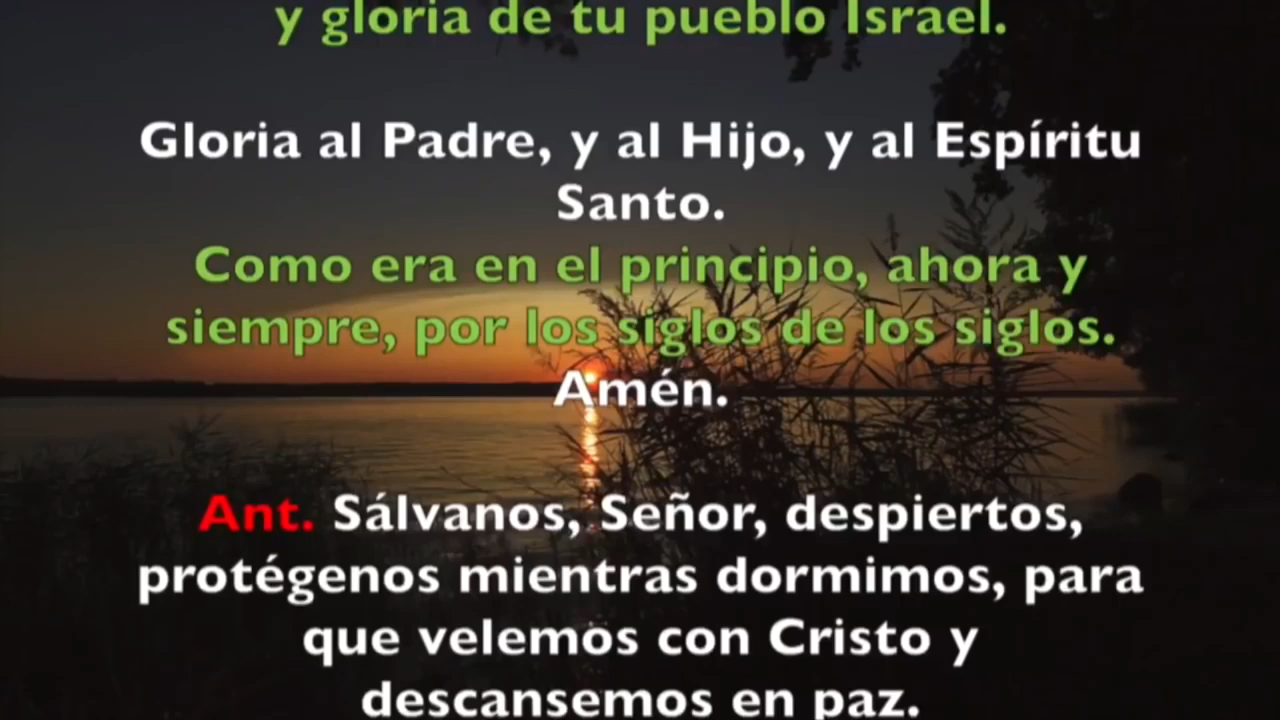 y gloria de tu pueblo Israel.
Gloria al Padre, y al Hijo, y al Espíritu
Santo.
Como era en el principio, ahora y
siempre, por los siglos de los siglos.
Amén.
Ant. Sálvanos, Señor, despiertos,
protégenos mientras dormimos, para
que velemos con Cristo y
descansemos en paz.